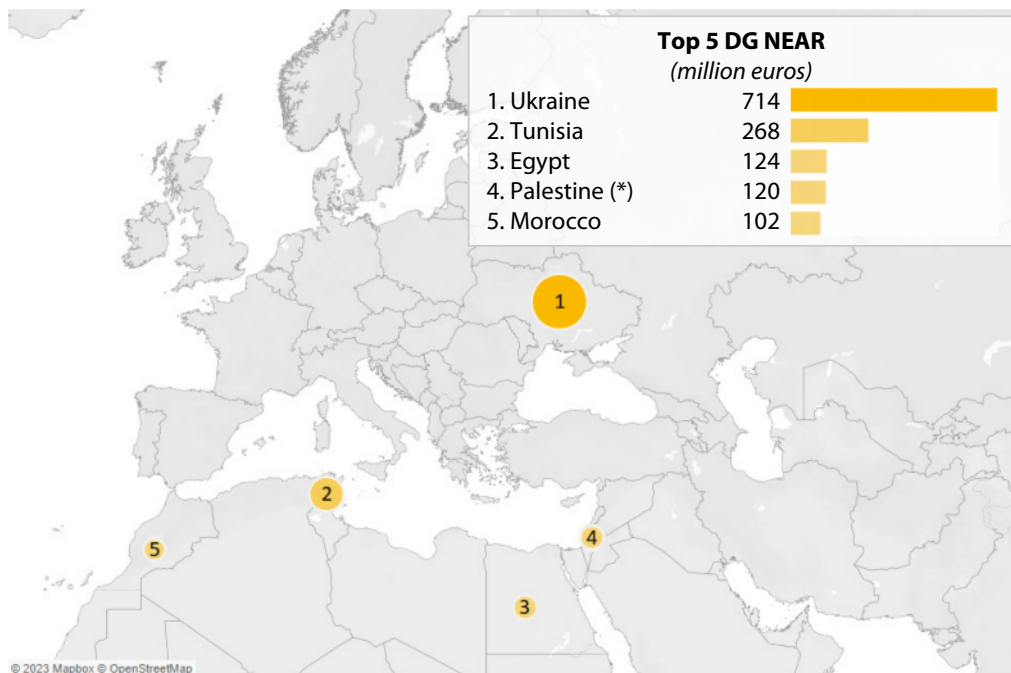 Top 5 DG NEAR
(million euros)
1. Ukraine 714
2. Tunisia 268
3. Egypt 124
4. Palestine (*) 120
5. Morocco 102
1
2
5
4
3
© 2023 Mapbox © OpenStreetMap